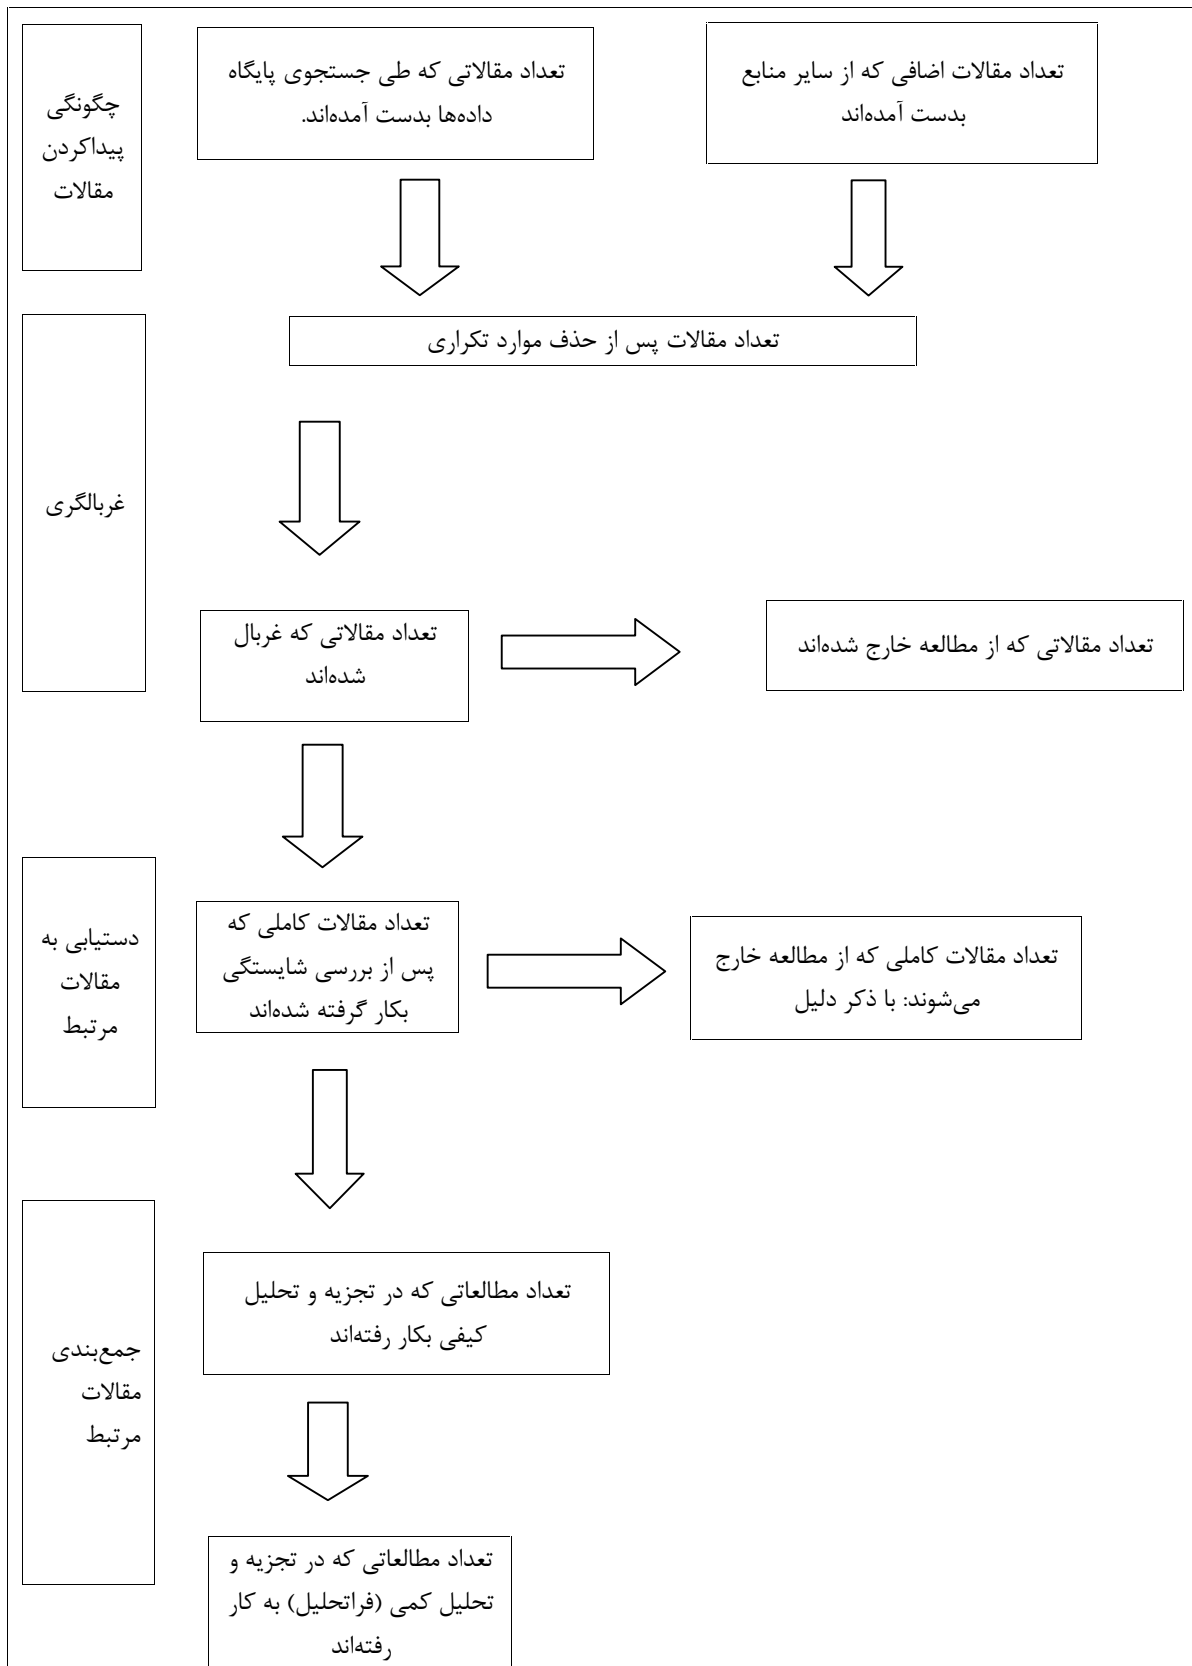 چگونگی
پیداکردن
مقالات
تعداد مقالاتی که طی جستجوی پایگاه
داده‌ها بدست آمده‌اند.
تعداد مقالات اضافی که از سایر منابع
بدست آمده‌اند
غربالگری
تعداد مقالات پس از حذف موارد تکراری
تعداد مقالاتی که غربال
شده‌اند
تعداد مقالاتی که از مطالعه خارج شده‌اند
دستیابی به
مقالات
مرتبط
تعداد مقالات کاملی که
پس از بررسی شایستگی
بکار گرفته شده‌اند
تعداد مقالات کاملی که از مطالعه خارج
می‌شوند: با ذکر دلیل
جمع‌بندی
مقالات
مرتبط
تعداد مطالعاتی که در تجزیه و تحلیل
کیفی بکار رفته‌اند
تعداد مطالعاتی که در تجزیه و
تحلیل کمی (فراتحلیل) به کار
رفته‌اند